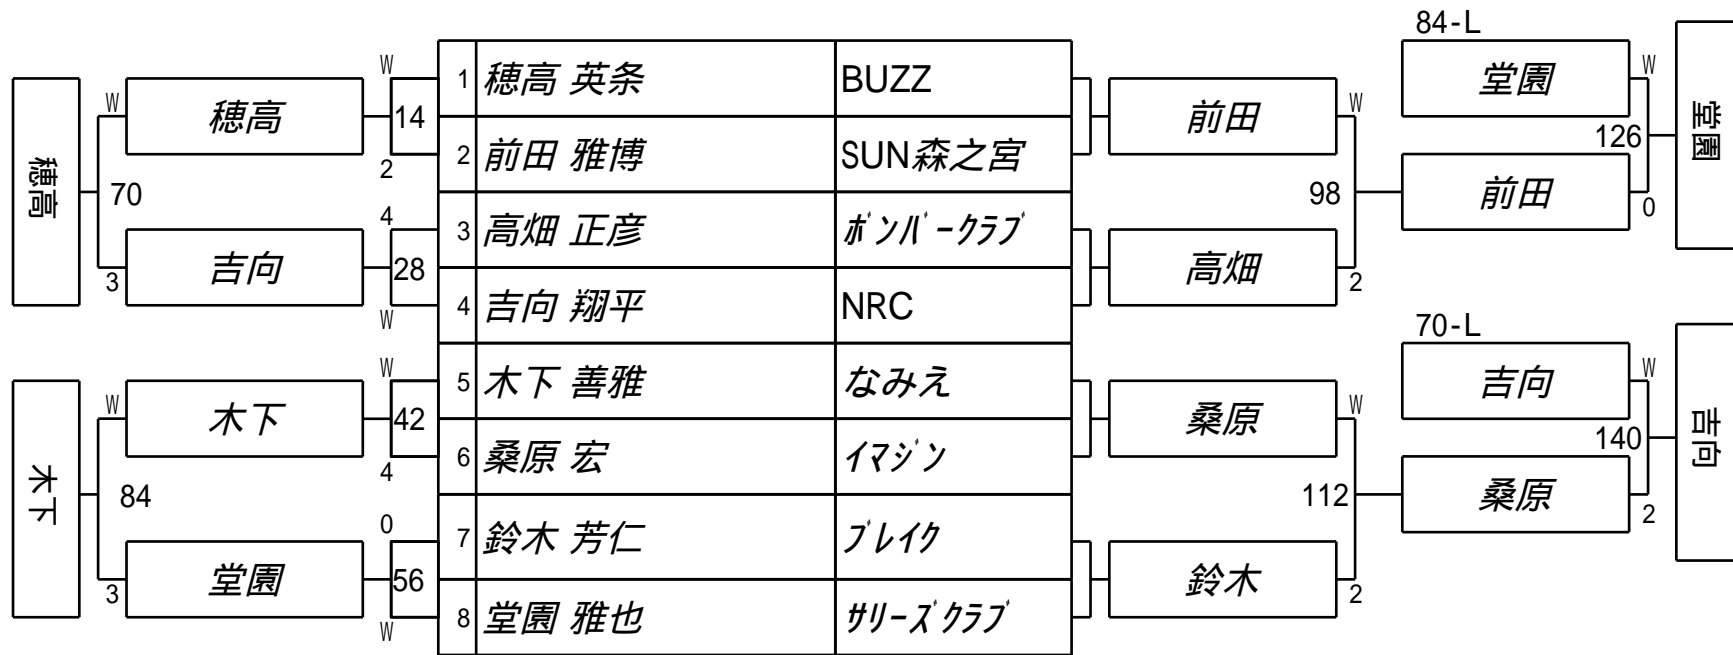 84-L
W
1 穂高 英条 BUZZ
W
堂園
W
穂高
14
前田
W
堂園
126
2
2 前田 雅博 SUN森之宮
穂高
70
98
前田
0
4
3 高畑 正彦 ボンバークラブ
3
吉向
28
高畑
2
W
4 吉向 翔平 NRC
70-L
W
5 木下 善雅 なみえ
吉向
W
W
木下
42
桑原
W
吉向
140
4
6 桑原 宏 イマジン
木下
84
112
桑原
2
0
7 鈴木 芳仁 ブレイク
3
堂園
56
鈴木
2
W
8 堂園 雅也 サリーズクラブ